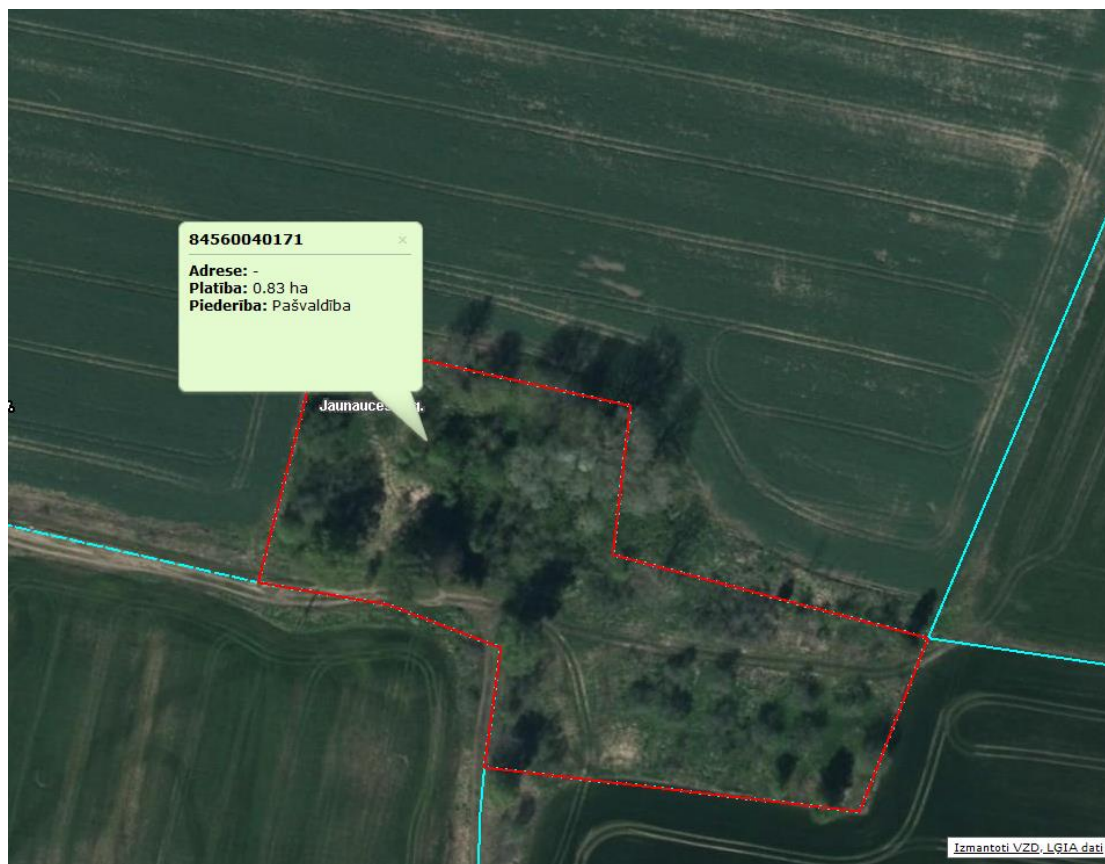 84560040171
×
Adrese: -
Platība: 0.83 ha
Piederība: Pašvaldība
Izmantoti VZD, LĢIA dati